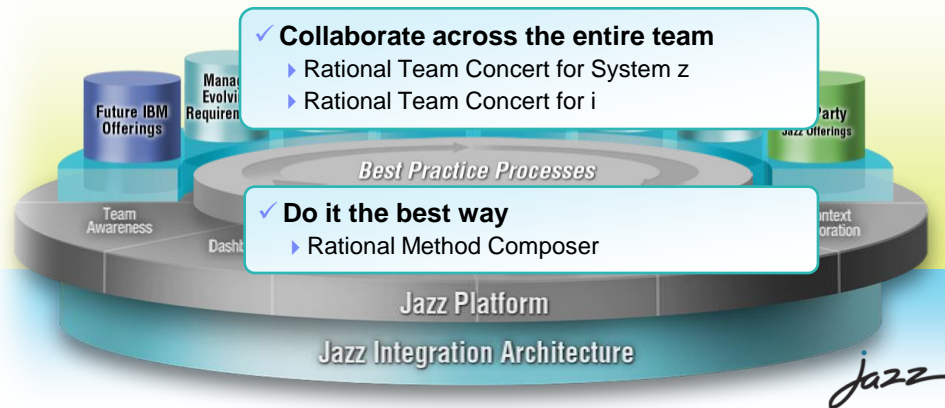 ✓ Collaborate across the entire team
Rational Team Concert for System z
Rational Team Concert for i
Future IBM
Offerings
Party
Jazz Offerings
Best Practice Processes
Team
Awareness
✓ Do it the best way
Rational Method Composer
Jazz Platform
Jazz Integration Architecture
jazz